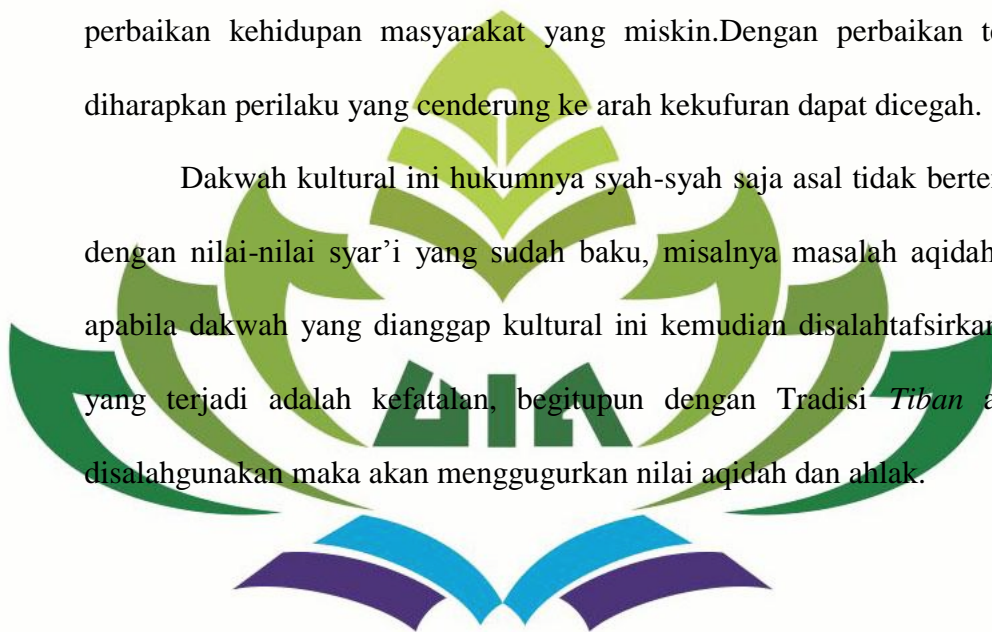 perbaikan kehidupan masyarakat yang miskin.Dengan perbaikan
diharapkan perilaku yang cenderung ke arah kekufuran dapat dicegah.
Dakwah kultural ini hukumnya syah-syah saja asal tidak
dengan nilai-nilai syar’i yang sudah baku, misalnya masalah aqidah
apabila dakwah yang dianggap kultural ini kemudian disalahtafsirkan
yang terjadi adalah kefatalan, begitupun dengan Tradisi Tiban
disalahgunakan maka akan menggugurkan nilai aqidah dan ahlak.